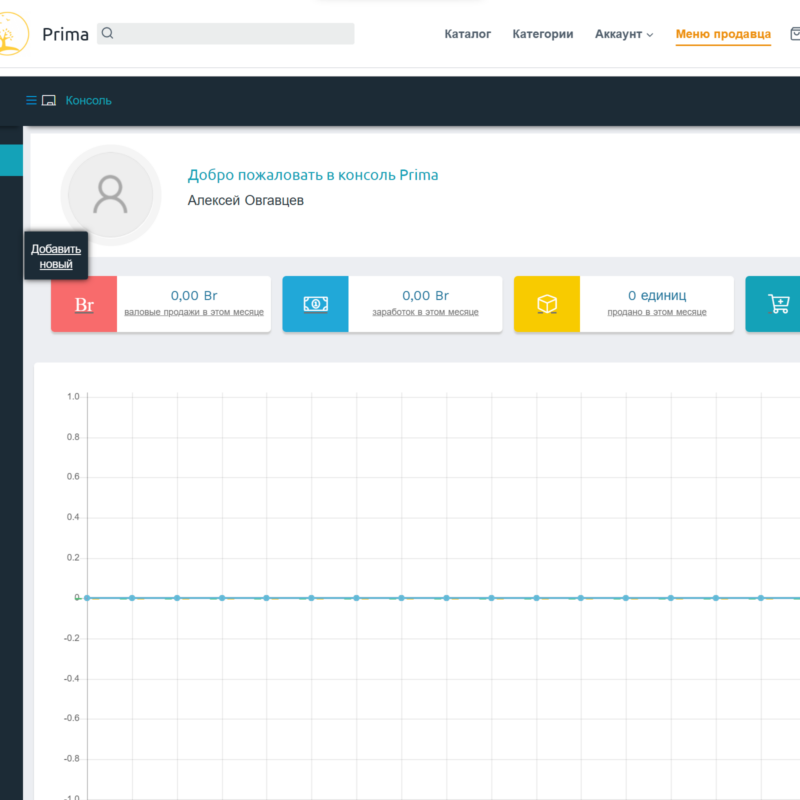 Prima
Каталог
Категории
Аккаунт
Меню продавца
Консоль
Добро пожаловать в консоль Prima
Алексей Овгавцев
Добавить
новый
Br
0,00 Br
валовые продажи в этом месяце
0,00 Br
заработок в этом месяце
0 единиц
продано в этом месяце
1.0
0.8
0.6
0.4
0.2
0
-0.2
-0.4
-0.6
-0.8
-1.0